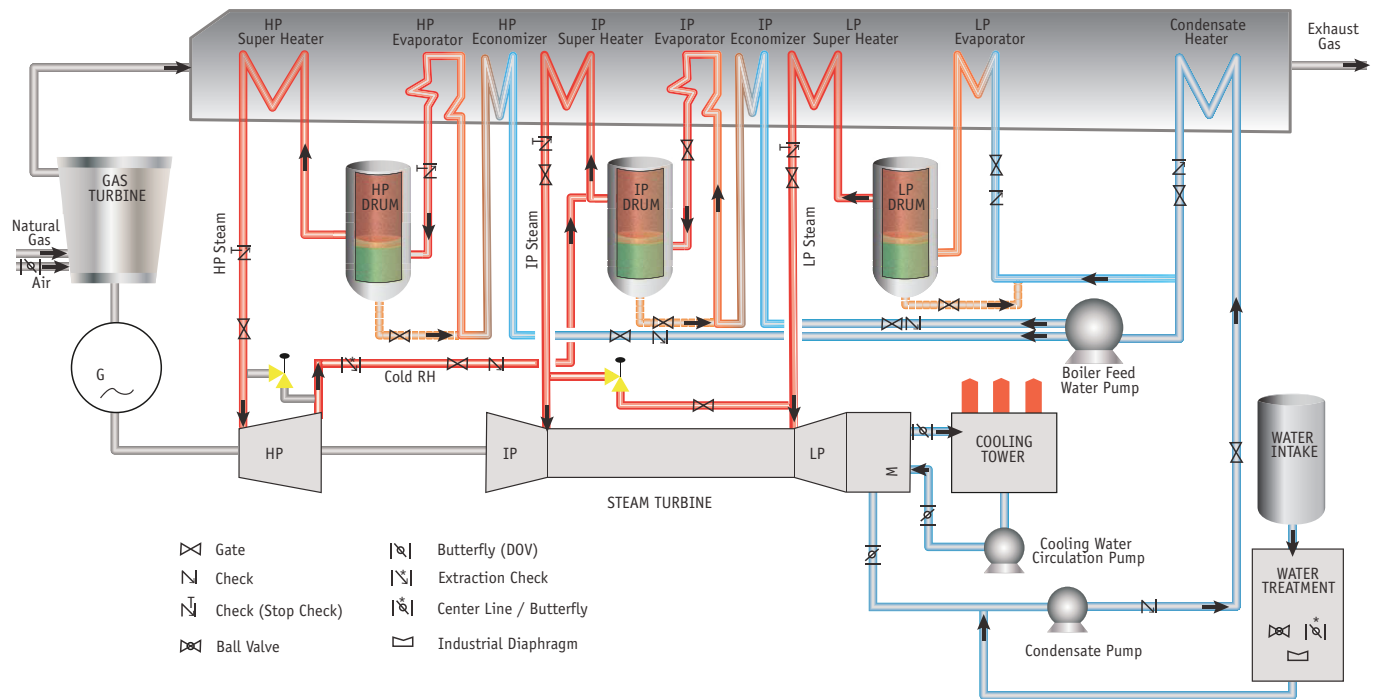 HP
Super Heater
HP
Evaporator
HP
Economizer
IP
Super Heater
IP
Evaporator
IP
Economizer
LP
Super Heater
LP
Evaporator
Condensate
Heater
Exhaust
Gas
GAS
TURBINE
Natural
Gas
Air
HP Steam
HP
DRUM
IP Steam
IP
DRUM
LP Steam
LP
DRUM
G
Cold RH
Boiler Feed
Water Pump
HP
IP
LP
M
STEAM TURBINE
COOLING
TOWER
WATER
INTAKE
Cooling Water
Circulation Pump
WATER
TREATMENT
Condensate Pump
Gate
Check
Check (Stop Check)
Ball Valve
Butterfly (DOV)
Extraction Check
Center Line / Butterfly
Industrial Diaphragm